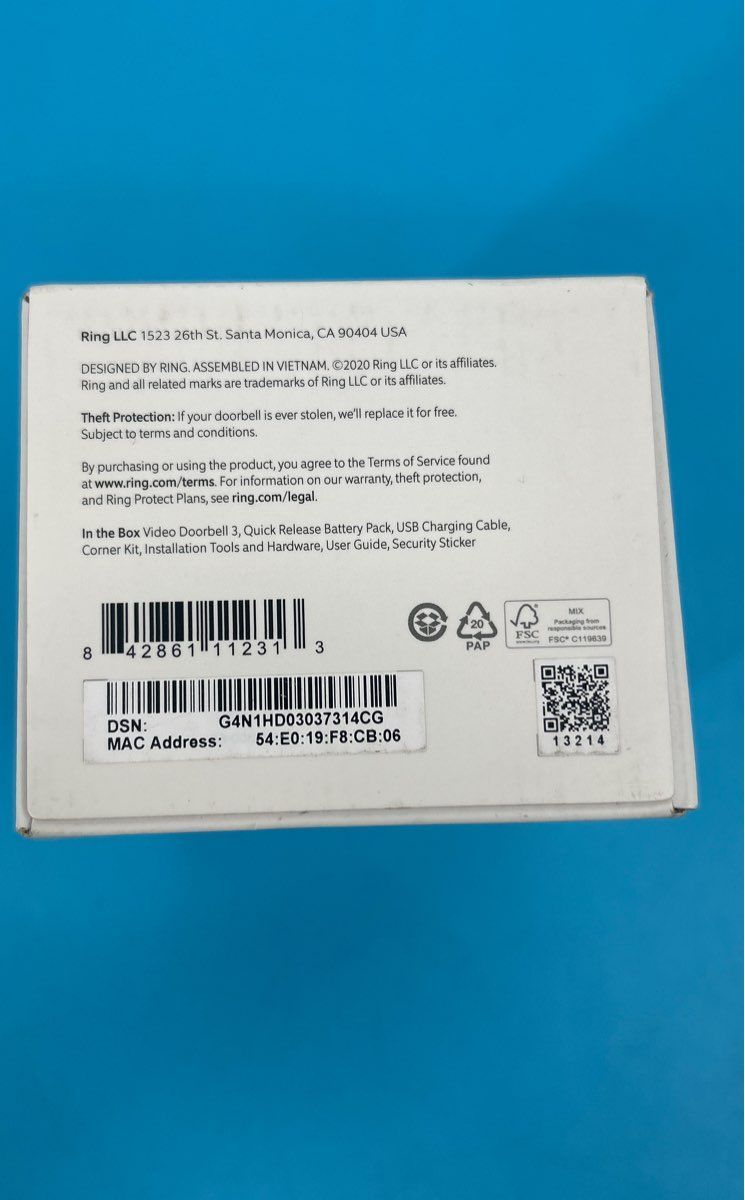 Ring LLC 1523 26th St. Santa Monica, CA 90404 USA
DESIGNED BY RING. ASSEMBLED IN VIETNAM. ©2020 Ring LLC or its affiliates.
Ring and all related marks are trademarks of Ring LLC or its affiliates.
Theft Protection: If your doorbell is ever stolen, we'll replace it for free.
Subject to terms and conditions.
By purchasing or using the product, you agree to the Terms of Service found
at www.ring.com/terms. For information on our warranty, theft protection,
and Ring Protect Plans, see ring.com/legal.
In the Box Video Doorbell 3, Quick Release Battery Pack, USB Charging Cable,
Corner Kit, Installation Tools and Hardware, User Guide, Security Sticker
8 42861 11231 3
20
PAP
FSC
MIX
Packaging from
responsible sources
FSC® C119639
DSN: G4N1HD03037314CG
MAC Address: 54:E0:19:F8:CB:06
13214